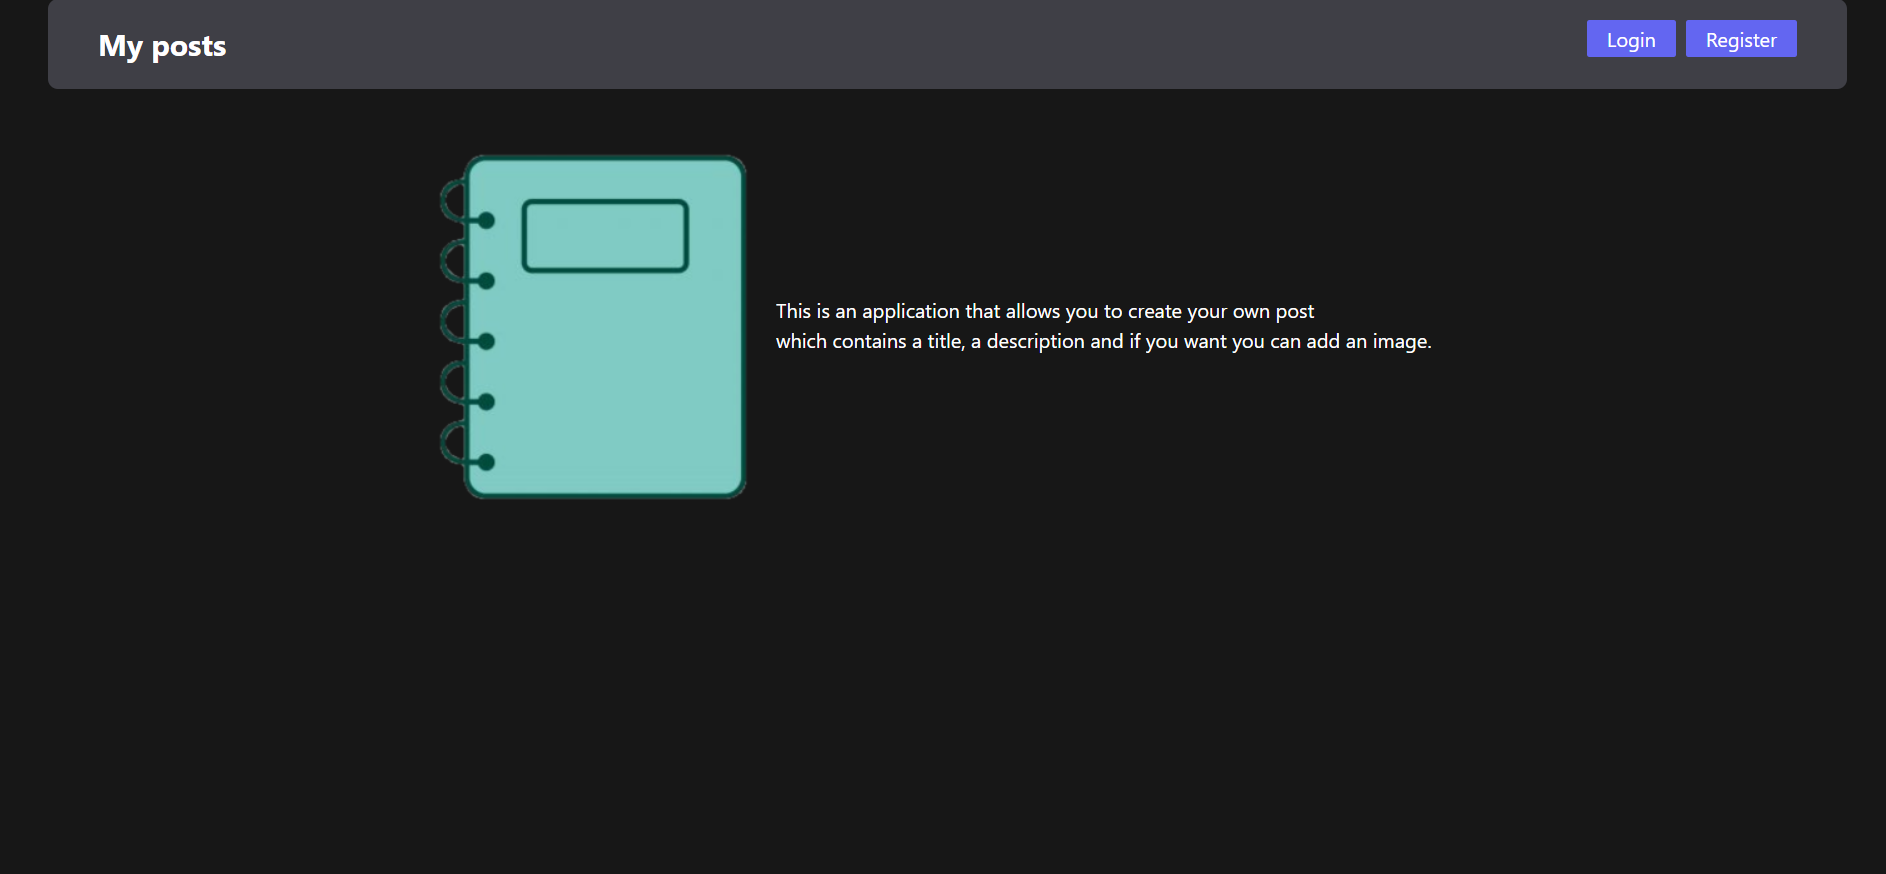 My posts
Login
Register
This is an application that allows you to create your own post
which contains a title, a description and if you want you can add an image.